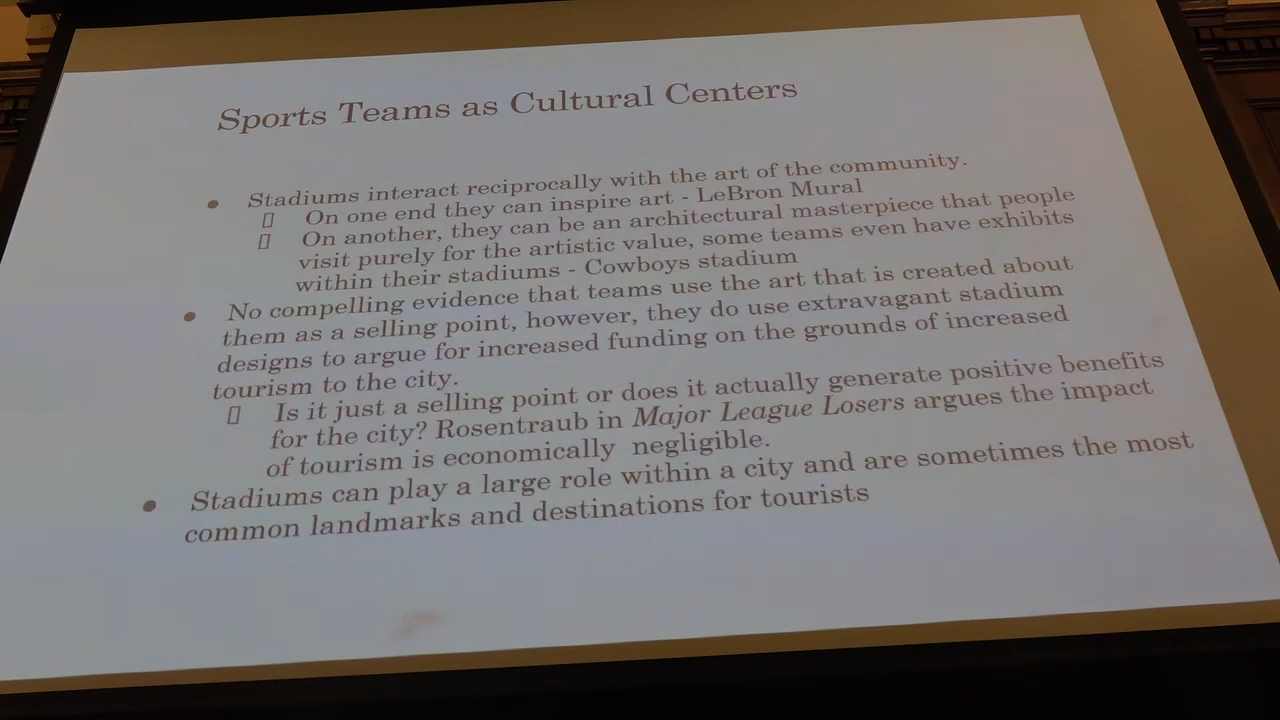 Sports Teams as Cultural Centers
• Stadiums interact reciprocally with the art of the community.
▯ On one end they can inspire art - LeBron Mural
▯ On another, they can be an architectural masterpiece that people
visit purely for the artistic value, some teams even have exhibits
within their stadiums - Cowboys stadium
• No compelling evidence that teams use the art that is created about
them as a selling point, however, they do use extravagant stadium
designs to argue for increased funding on the grounds of increased
tourism to the city.
▯ Is it just a selling point or does it actually generate positive benefits
for the city? Rosentraub in Major League Losers argues the impact
of tourism is economically negligible.
• Stadiums can play a large role within a city and are sometimes the most
common landmarks and destinations for tourists